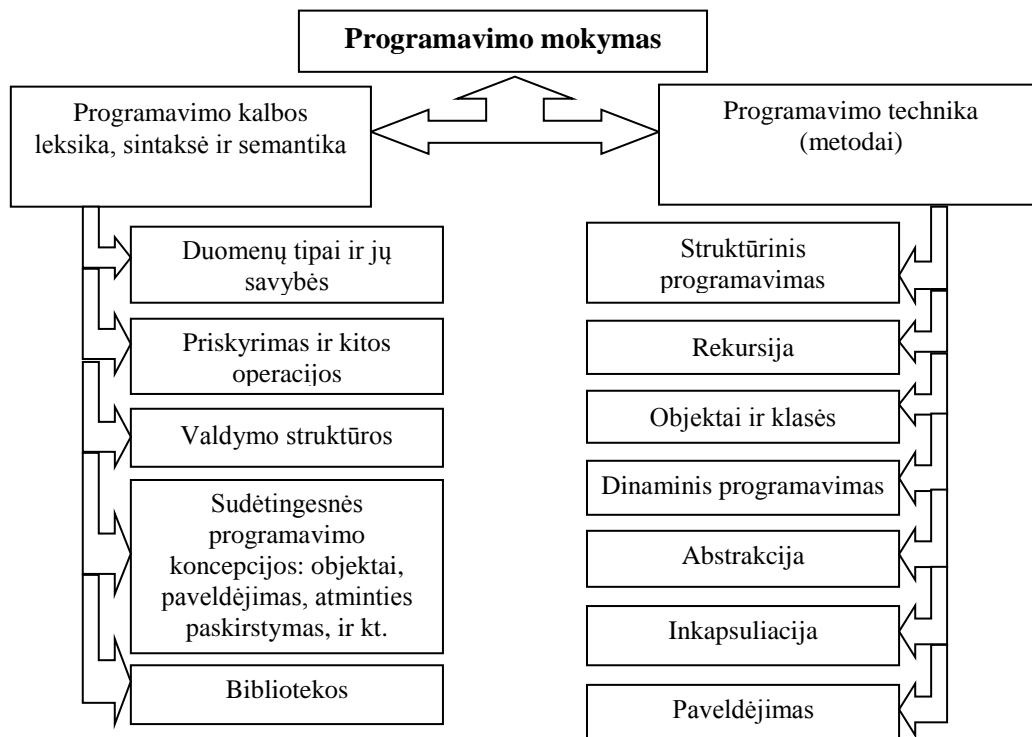 Programavimo mokymas
Programavimo kalbos
leksika, sintaksė ir semantika
Programavimo technika
(metodai)
Duomenų tipai ir jų
savybės
Priskyrimas ir kitos
operacijos
Valdymo struktūros
Sudėtingesnės
programavimo
koncepcijos: objektai,
paveldėjimas, atminties
paskirstymas, ir kt.
Bibliotekos
Struktūrinis
programavimas
Rekursija
Objektai ir klasės
Dinaminis programavimas
Abstrakcija
Inkapsuliacija
Paveldėjimas